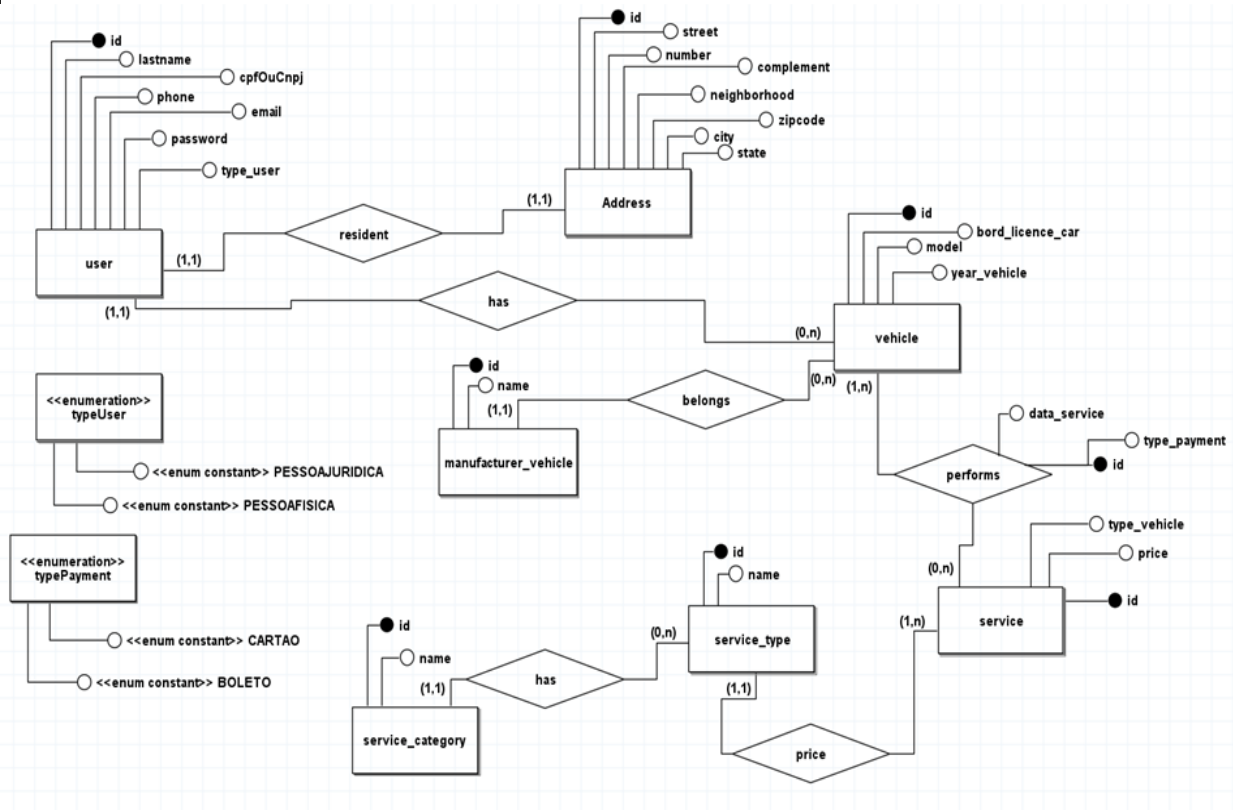 id
lastname
cpfOuCnpj
phone
email
password
type_user
user
(1,1)
(1,1)
resident
(1,1)
id
street
number
complement
neighborhood
zipcode
city
state
Address
has
(0,n)
id
bord_licence_car
model
year_vehicle
vehicle
(0,n)
(1,n)
belongs
id
name
(1,1)
manufacturer_vehicle
<<enumeration>>
typeUser
<<enum constant>> PESSOAJURIDICA
<<enum constant>> PESSOAFISICA
<<enumeration>>
typePayment
<<enum constant>> CARTAO
<<enum constant>> BOLETO
data_service
type_payment
id
performs
(0,n)
type_vehicle
price
id
service
(1,n)
id
name
service_type
(0,n)
(1,1)
has
id
name
(1,1)
service_category
price